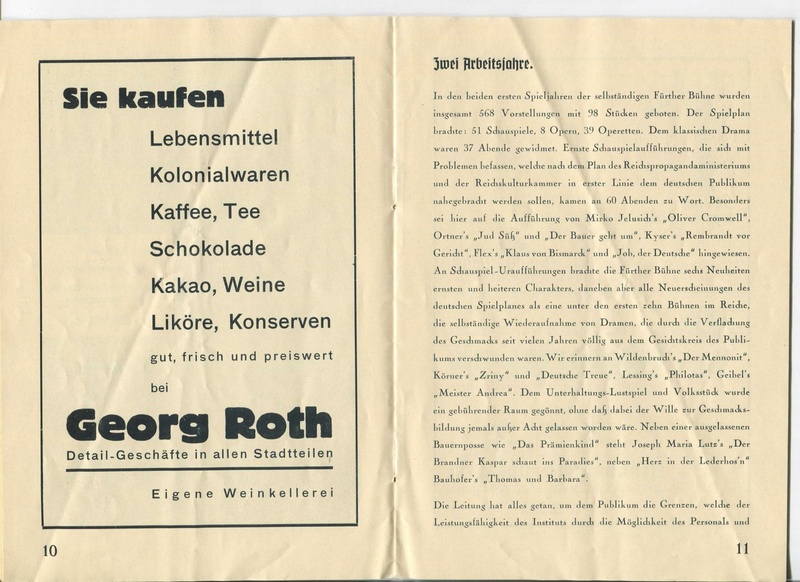 Sie kaufen
Lebensmittel
Kolonialwaren
Kaffee, Tee
Schokolade
Kakao, Weine
Liköre, Konserven
gut, frisch und preiswert
bei
Georg Roth
Detail-Geschäfte in allen Stadtteilen
Eigene Weinkellerei
10
Zwei Arbeitsjahre.
In den beiden ersten Spieljahren der selbständigen Fürther Bühne wurden
insgesamt 568 Vorstellungen mit 98 Stücken geboten. Der Spielplan
brachte: 51 Schauspiele, 8 Opern, 39 Operetten. Dem klassischen Drama
waren 37 Abende gewidmet. Ernste Schauspielaufführungen, die sich mit
Problemen befassen, welche nach dem Plan des Reichspropagandaministeriums
und der Reichskulturkammer in erster Linie dem deutschen Publikum
nahegebracht werden sollen, kamen an 60 Abenden zu Wort. Besonders
sei hier auf die Aufführung von Mirko Jelusich's „Oliver Cromwell",
Ortner's „Jud Süß" und „Der Bauer geht um", Kyser's „Rembrandt vor
Gericht", Flex's „Klaus von Bismarck" und „Job, der Deutsche" hingewiesen.
An Schauspiel-Uraufführungen brachte die Fürther Bühne sechs Neuheiten
ernsten und heiteren Charakters, daneben aber alle Neuerscheinungen des
deutschen Spielplanes als eine unter den ersten zehn Bühnen im Reiche,
die selbständige Wiederaufnahme von Dramen, die durch die Verflachung
des Geschmacks seit vielen Jahren völlig aus dem Gesichtskreis des Publi-
kums verschwunden waren. Wir erinnern an Wildenbruch's „Der Mennonit",
Körner's „Zriny" und „Deutsche Treue", Lessing's „Philotas", Geibel's
„Meister Andrea". Dem Unterhaltungs-Lustspiel und Volksstück wurde
ein gebührender Raum gegönnt, ohne daß dabei der Wille zur Geschmacks-
bildung jemals außer Acht gelassen worden wäre. Neben einer ausgelassenen
Bauernposse wie „Das Prämienkind" steht Joseph Maria Lutz's „Der
Brandner Kaspar schaut ins Paradies", neben „Herz in der Lederhos'n"
Bauhofer's „Thomas und Barbara".
Die Leitung hat alles getan, um dem Publikum die Grenzen, welche der
Leistungsfähigkeit des Instituts durch die Möglichkeit des Personals und
11